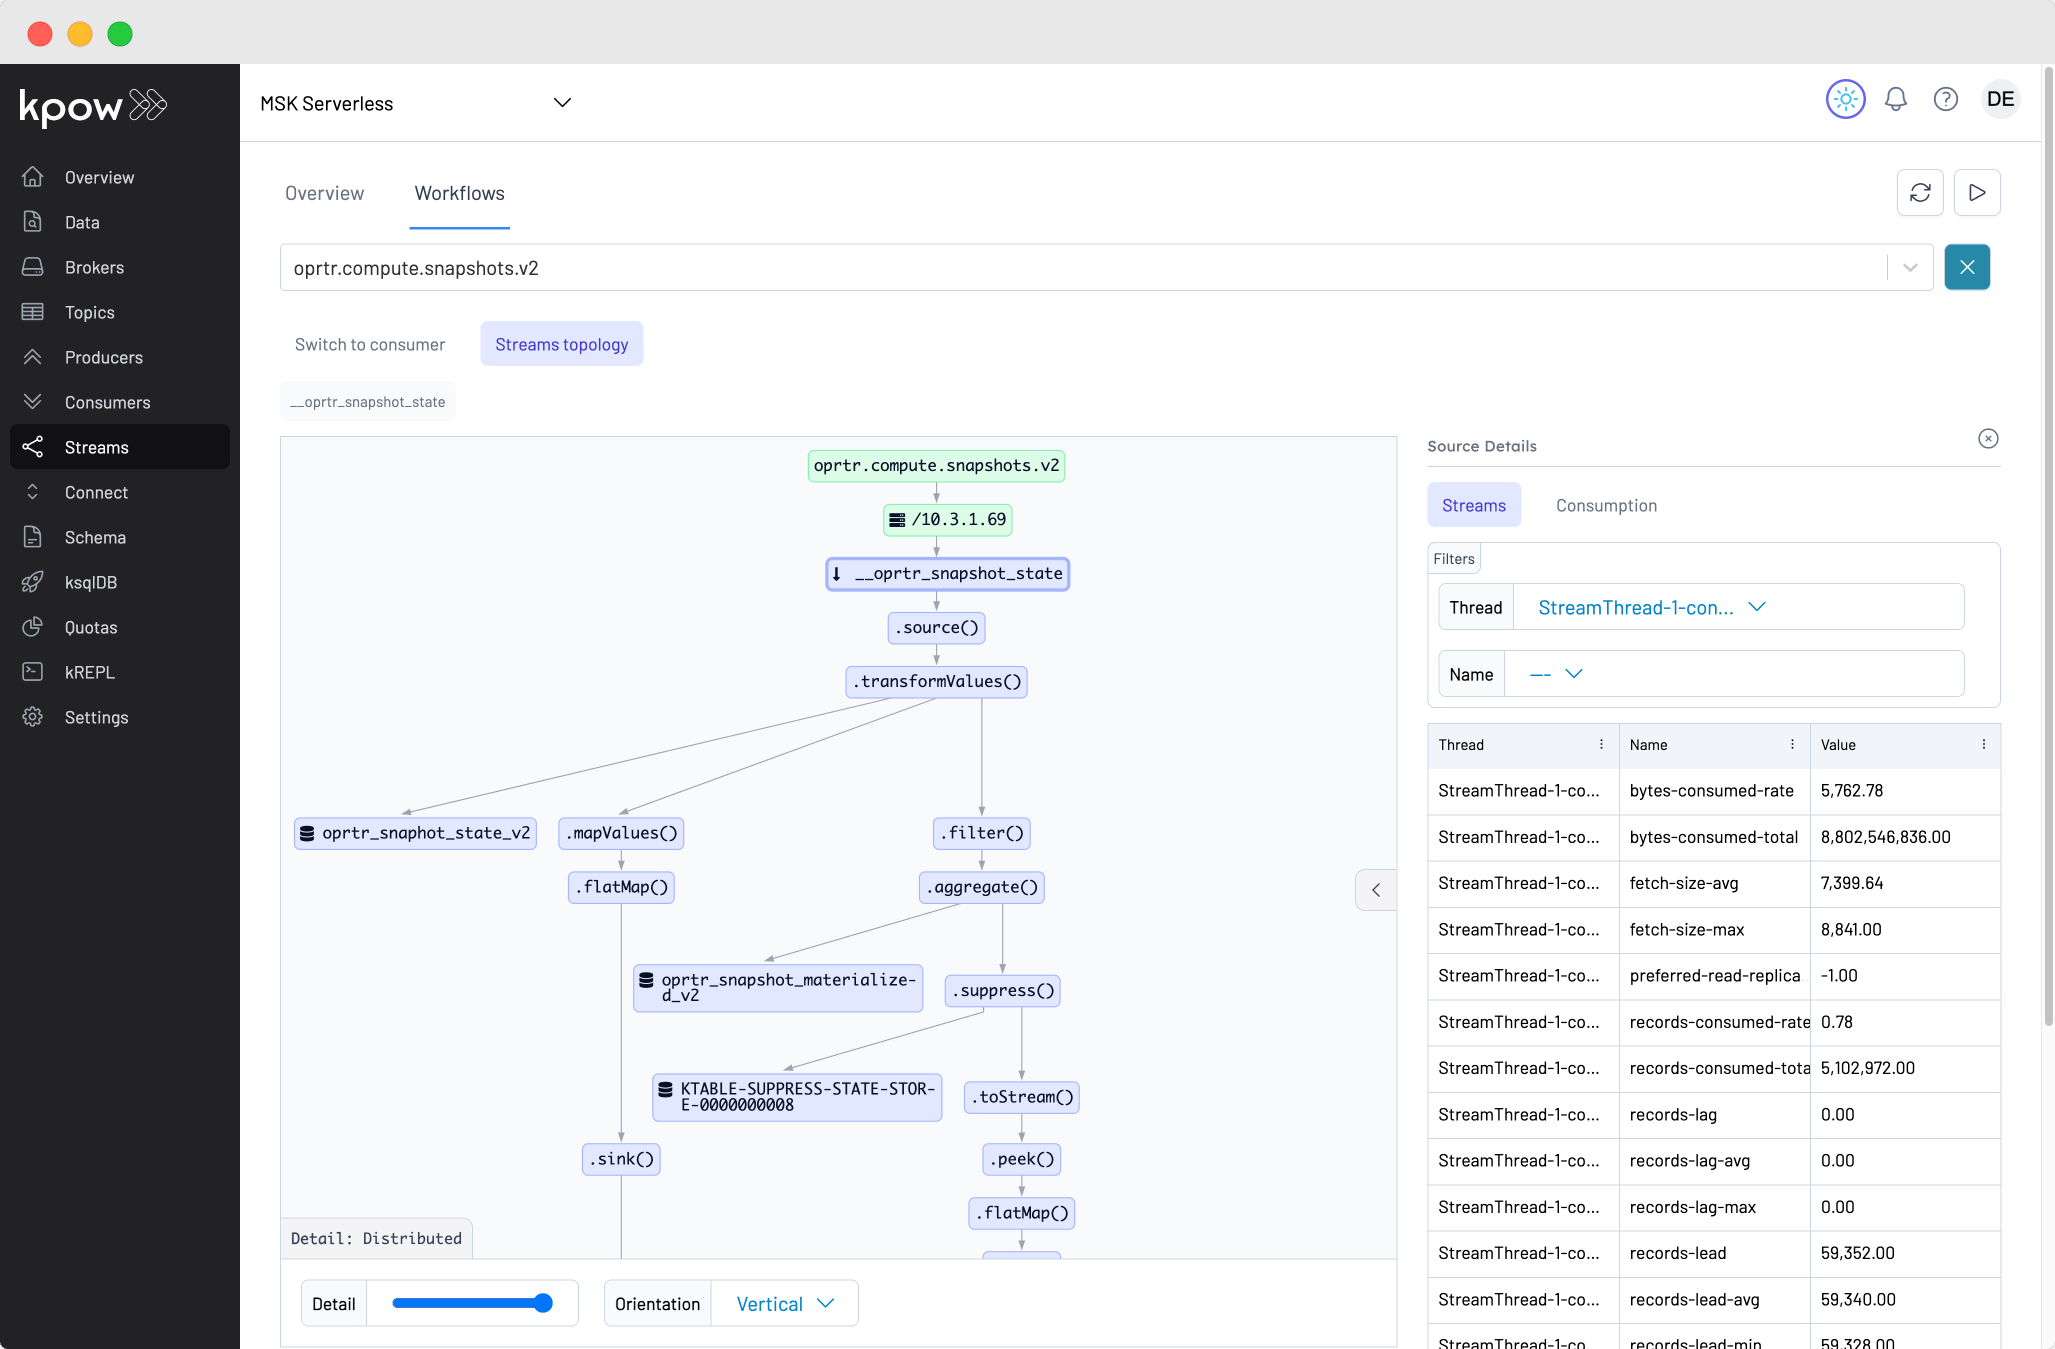 kpow
MSK Serverless
DE
Overview
Data
Brokers
Topics
Producers
Consumers
Streams
Connect
Schema
ksqlDB
Quotas
kREPL
Settings
Overview
Workflows
oprtr.compute.snapshots.v2
Switch to consumer
Streams topology
__oprtr_snapshot_state
oprtr.compute.snapshots.v2
/10.3.1.69
__oprtr_snapshot_state
.source()
.transformValues()
oprtr_snaphot_state_v2
.mapValues()
.filter()
.flatMap()
.aggregate()
oprtr_snapshot_materialize-
d_v2
.suppress()
KTABLE-SUPPRESS-STATE-STOR-
E-0000000008
.toStream()
.sink()
.peek()
.flatMap()
Detail: Distributed
Detail
Orientation
Vertical
Source Details
Streams
Consumption
Filters
Thread
StreamThread-1-con...
Name
—-
Thread Name Value
StreamThread-1-co... bytes-consumed-rate 5,762.78
StreamThread-1-co... bytes-consumed-total 8,802,546,836.00
StreamThread-1-co... fetch-size-avg 7,399.64
StreamThread-1-co... fetch-size-max 8,841.00
StreamThread-1-co... preferred-read-replica -1.00
StreamThread-1-co... records-consumed-rate 0.78
StreamThread-1-co... records-consumed-tota 5,102,972.00
StreamThread-1-co... records-lag 0.00
StreamThread-1-co... records-lag-avg 0.00
StreamThread-1-co... records-lag-max 0.00
StreamThread-1-co... records-lead 59,352.00
StreamThread-1-co... records-lead-avg 59,340.00
StreamThread-1-co... records-lead-min 59,328.00